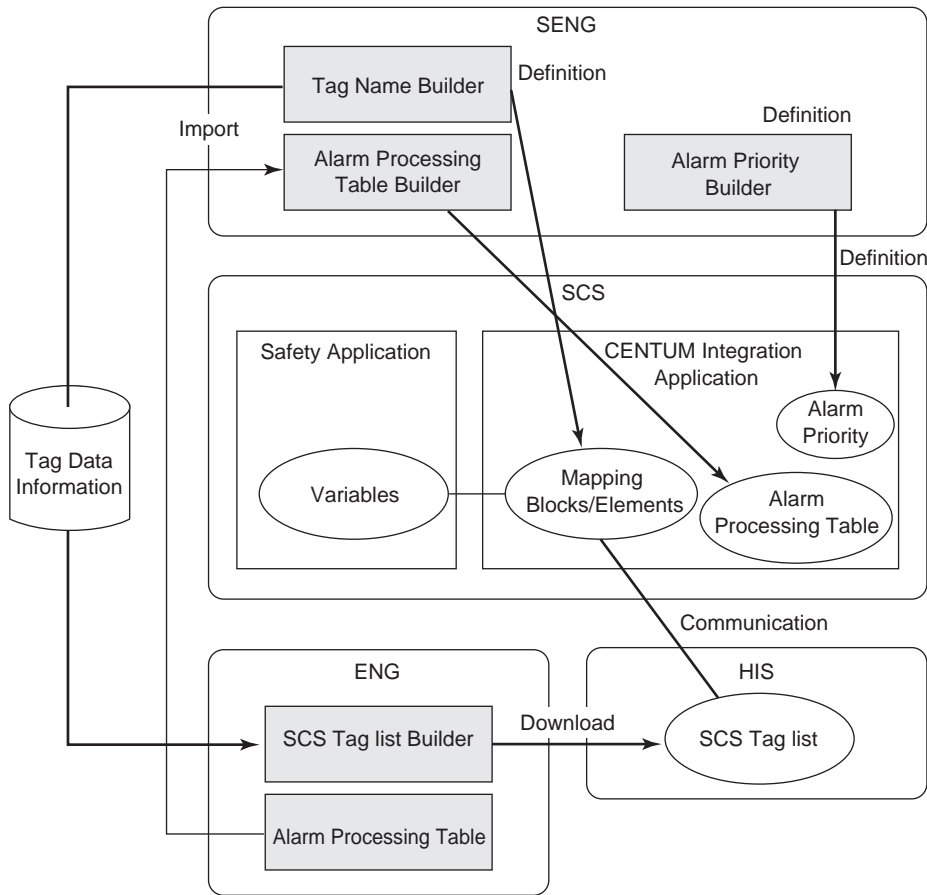 SENG
Tag Name Builder
Definition
Import
Definition
Alarm Processing
Table Builder
Alarm Priority
Builder
Definition
SCS
Safety Application
CENTUM Integration
Application
Alarm
Priority
Tag Data
Information
Variables
Mapping
Blocks/Elements
Alarm
Processing Table
Communication
ENG
HIS
SCS Tag list Builder
Download
SCS Tag list
Alarm Processing Table